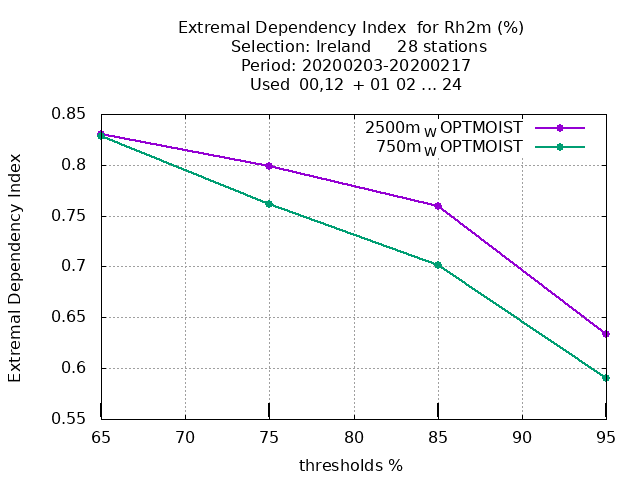 Extremal Dependency Index  for Rh2m (%)
Selection: Ireland     28 stations
Period: 20200203-20200217
Used  00,12  + 01 02 ... 24
2500m W OPTMOIST
750m W OPTMOIST
0.85
0.8
0.75
0.7
0.65
0.6
0.55
Extremal Dependency Index
65 70 75 80 85 90 95
thresholds %